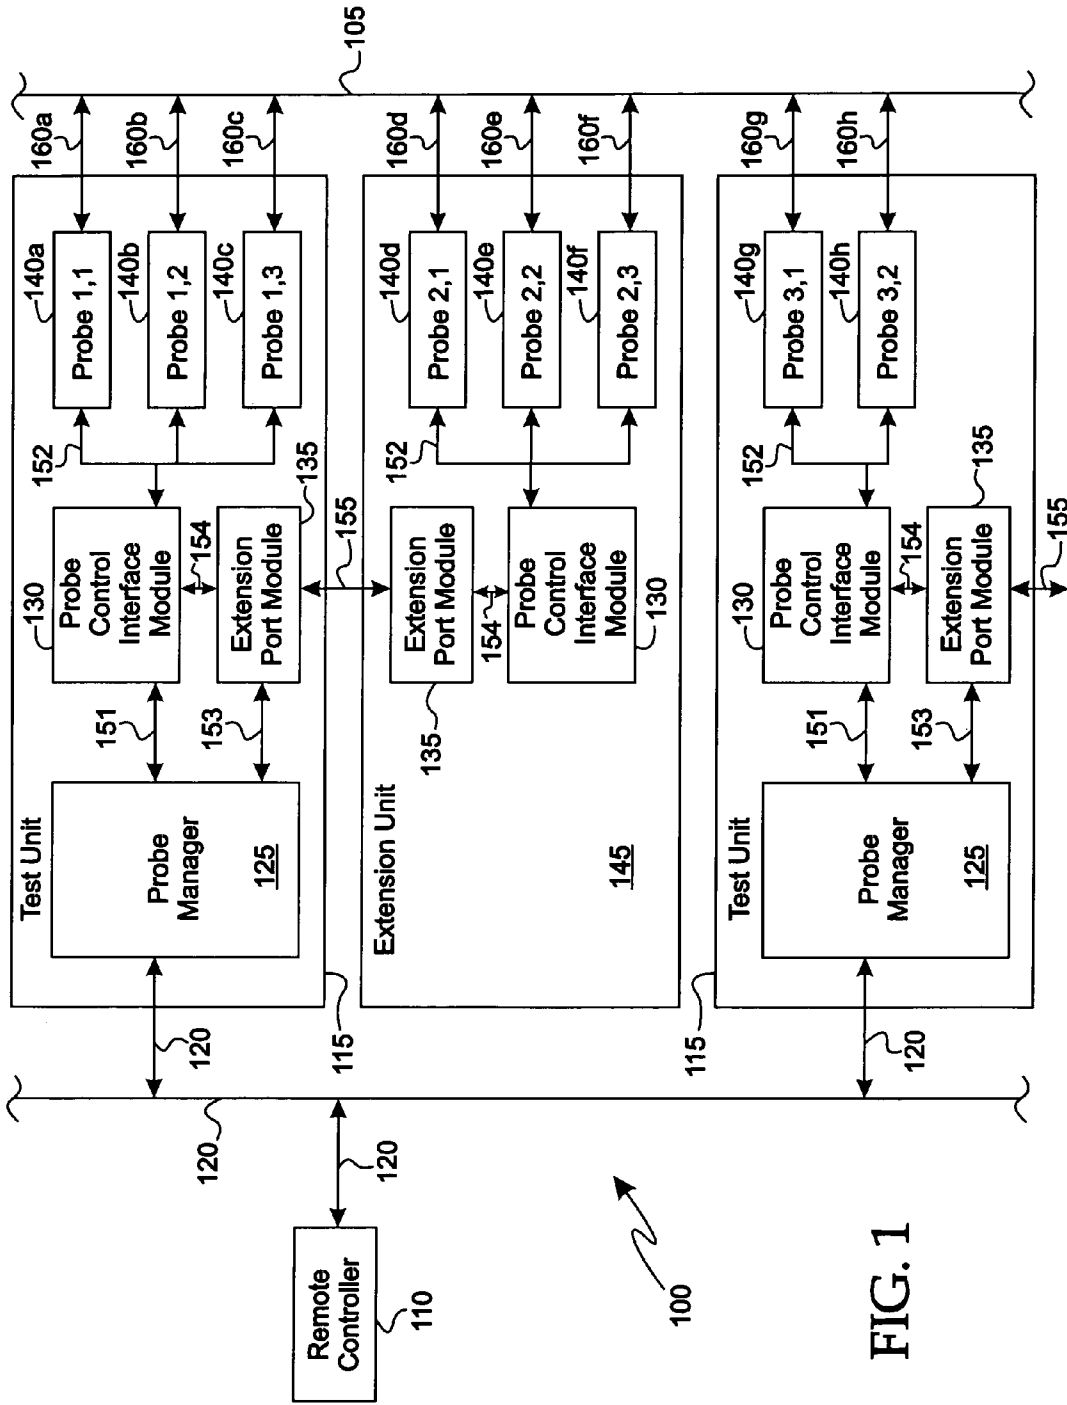 105
160a
160b
160c
160d
160e
160f
160g
160h
140a
140b
140c
140d
140e
140f
140g
140h
Probe 1,1
Probe 1,2
Probe 1,3
Probe 2,1
Probe 2,2
Probe 2,3
Probe 3,1
Probe 3,2
152
152
152
135
155
135
155
130
Probe
Control
Interface
Module
154
Extension
Port Module
Extension
Port Module
154
Probe
Control
Interface
Module
130
135
130
Probe
Control
Interface
Module
154
Extension
Port Module
151
153
151
153
Test Unit
Probe
Manager
125
Extension Unit
145
Test Unit
Probe
Manager
125
115
115
120
120
120
120
Remote
Controller
110
100
FIG. 1